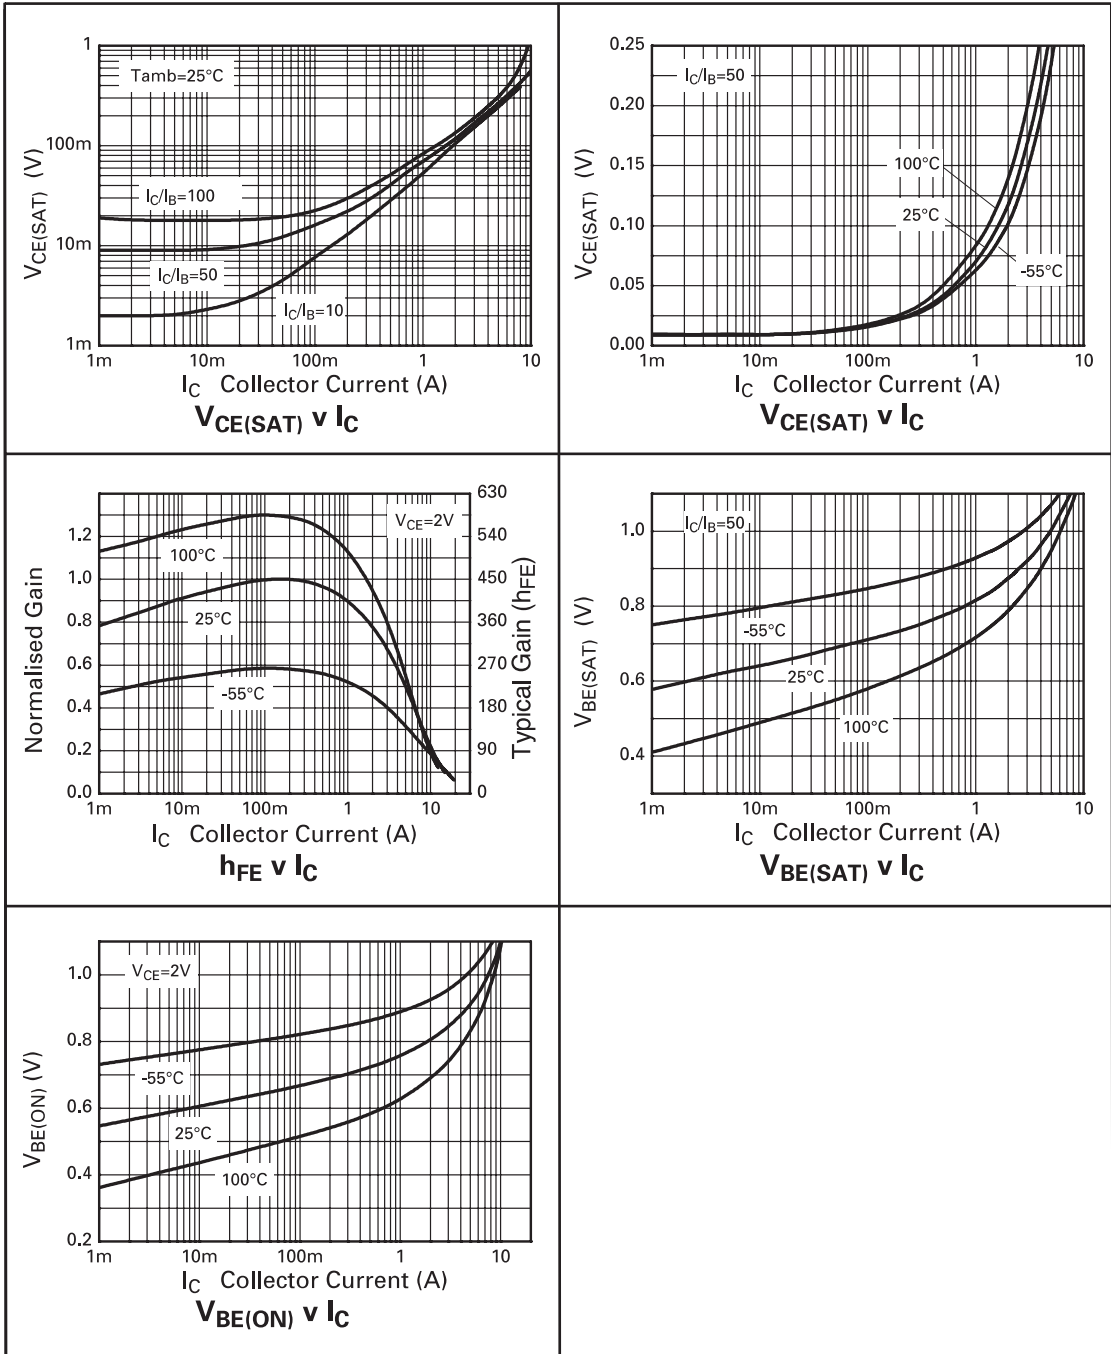 1
100m
10m
1m
V_CE(SAT) (V)
Tamb=25°C
I_C/I_B=100
I_C/I_B=50
I_C/I_B=10
1m 10m 100m 1 10
I_C Collector Current (A)
V_CE(SAT) v I_C
0.25
0.20
0.15
0.10
0.05
0.00
V_CE(SAT) (V)
I_C/I_B=50
100°C
25°C
-55°C
1m 10m 100m 1 10
I_C Collector Current (A)
V_CE(SAT) v I_C
1.2
1.0
0.8
0.6
0.4
0.2
0.0
Normalised Gain
V_CE=2V
100°C
25°C
-55°C
630
540
450
360
270
180
90
0
Typical Gain (h_FE)
1m 10m 100m 1 10
I_C Collector Current (A)
h_FE v I_C
1.0
0.8
0.6
0.4
V_BE(SAT) (V)
I_C/I_B=50
-55°C
25°C
100°C
1m 10m 100m 1 10
I_C Collector Current (A)
V_BE(SAT) v I_C
1.0
0.8
0.6
0.4
0.2
V_BE(ON) (V)
V_CE=2V
-55°C
25°C
100°C
1m 10m 100m 1 10
I_C Collector Current (A)
V_BE(ON) v I_C